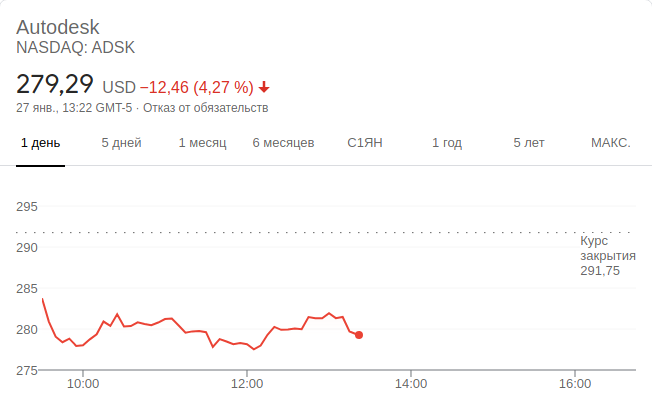 Autodesk
NASDAQ: ADSK
279,29 USD −12,46 (4,27 %)
27 янв., 13:22 GMT-5 · Отказ от обязательств
1 день 5 дней 1 месяц 6 месяцев С1ЯН 1 год 5 лет МАКС.
295
290
285
280
275
Курс
закрытия
291,75
10:00 12:00 14:00 16:00